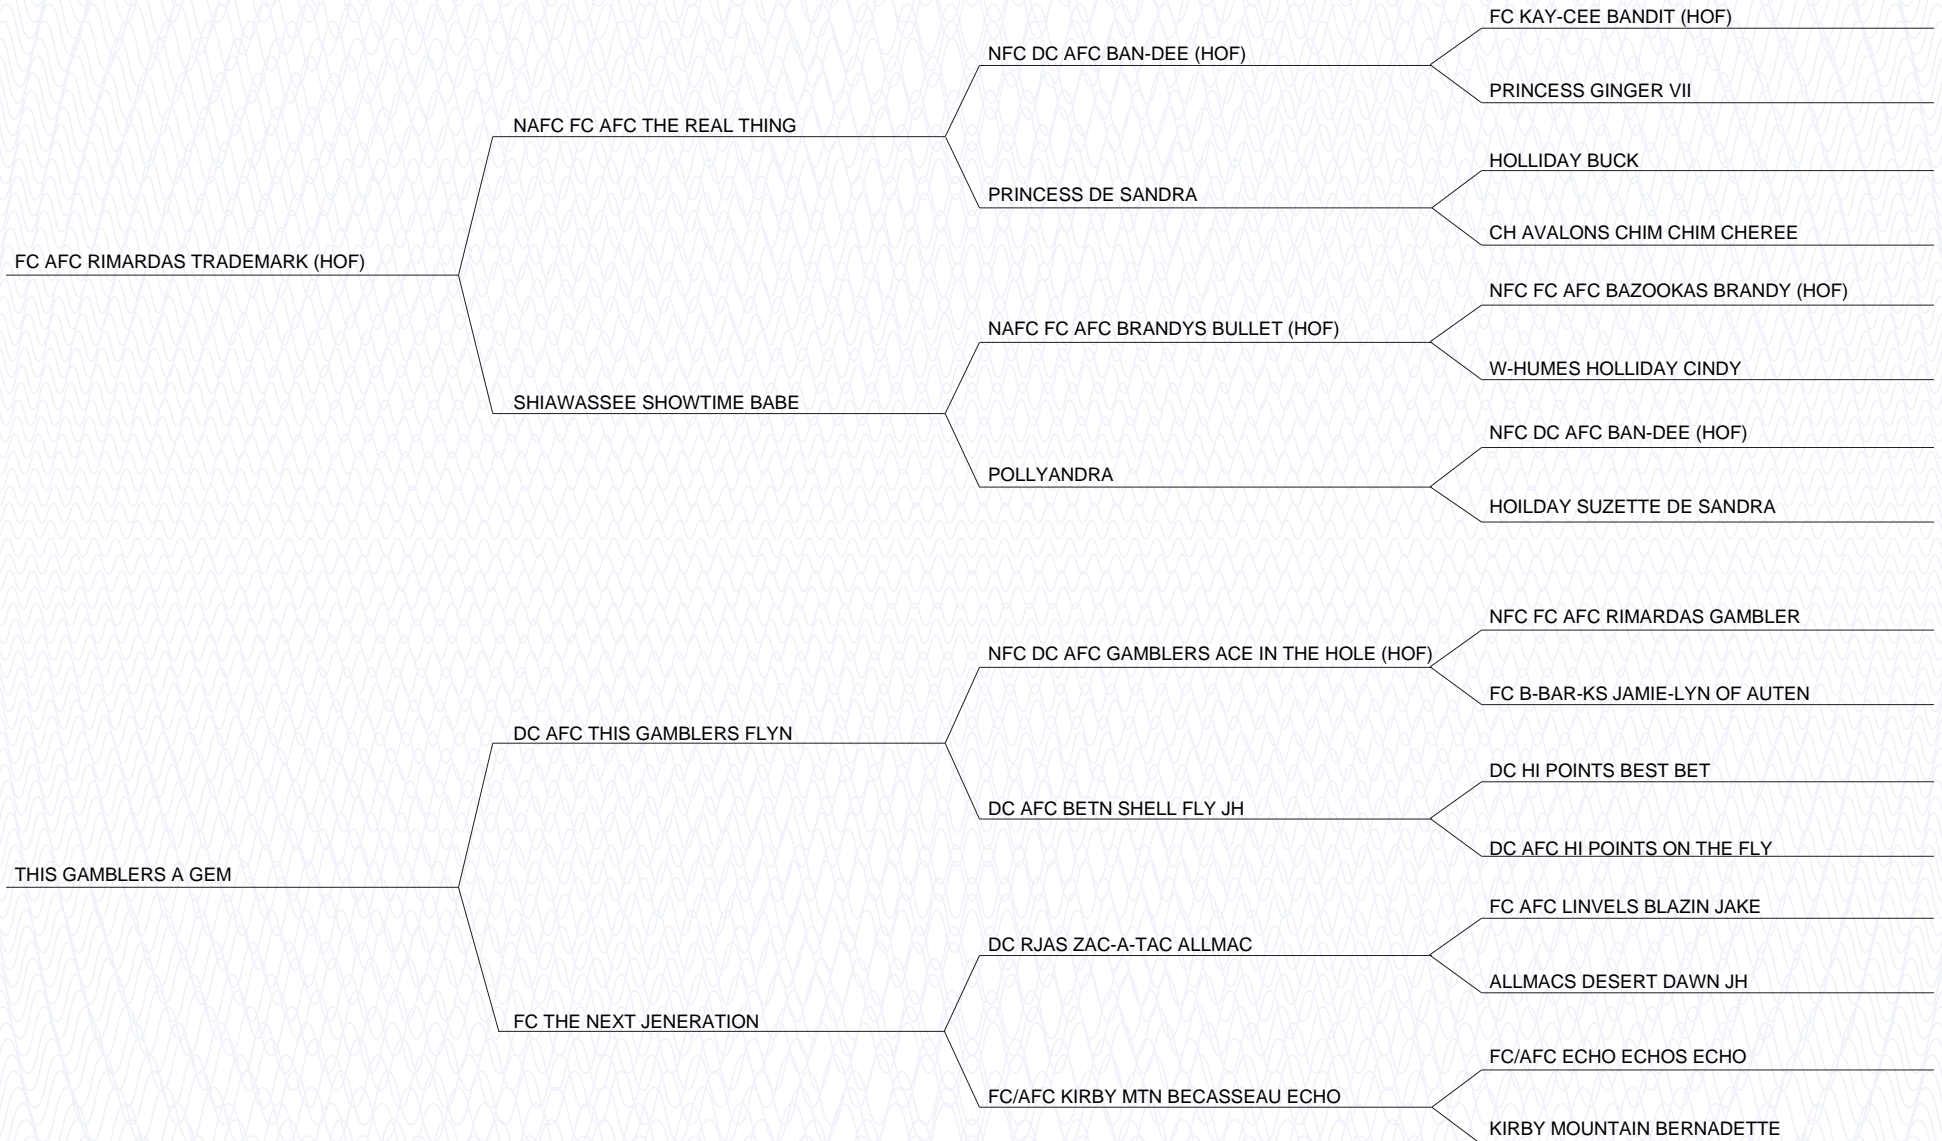 FC KAY-CEE BANDIT (HOF)
NFC DC AFC BAN-DEE (HOF)
PRINCESS GINGER VII
NAFC FC AFC THE REAL THING
HOLLIDAY BUCK
PRINCESS DE SANDRA
CH AVALONS CHIM CHIM CHEREE
FC AFC RIMARDAS TRADEMARK (HOF)
NFC FC AFC BAZOOKAS BRANDY (HOF)
NAFC FC AFC BRANDYS BULLET (HOF)
W-HUMES HOLLIDAY CINDY
SHIAWASSEE SHOWTIME BABE
NFC DC AFC BAN-DEE (HOF)
POLLYANDRA
HOILDAY SUZETTE DE SANDRA
NFC FC AFC RIMARDAS GAMBLER
NFC DC AFC GAMBLERS ACE IN THE HOLE (HOF)
FC B-BAR-KS JAMIE-LYN OF AUTEN
DC AFC THIS GAMBLERS FLYN
DC HI POINTS BEST BET
DC AFC BETN SHELL FLY JH
DC AFC HI POINTS ON THE FLY
THIS GAMBLERS A GEM
FC AFC LINVELS BLAZIN JAKE
DC RJAS ZAC-A-TAC ALLMAC
ALLMACS DESERT DAWN JH
FC THE NEXT JENERATION
FC/AFC ECHO ECHOS ECHO
FC/AFC KIRBY MTN BECASSEAU ECHO
KIRBY MOUNTAIN BERNADETTE